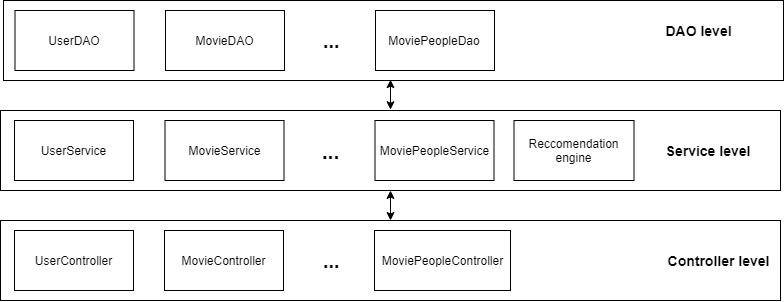 UserDAO
MovieDAO
...
MoviePeopleDao
DAO level
UserService
MovieService
...
MoviePeopleService
Reccomendation
engine
Service level
UserController
MovieController
...
MoviePeopleController
Controller level